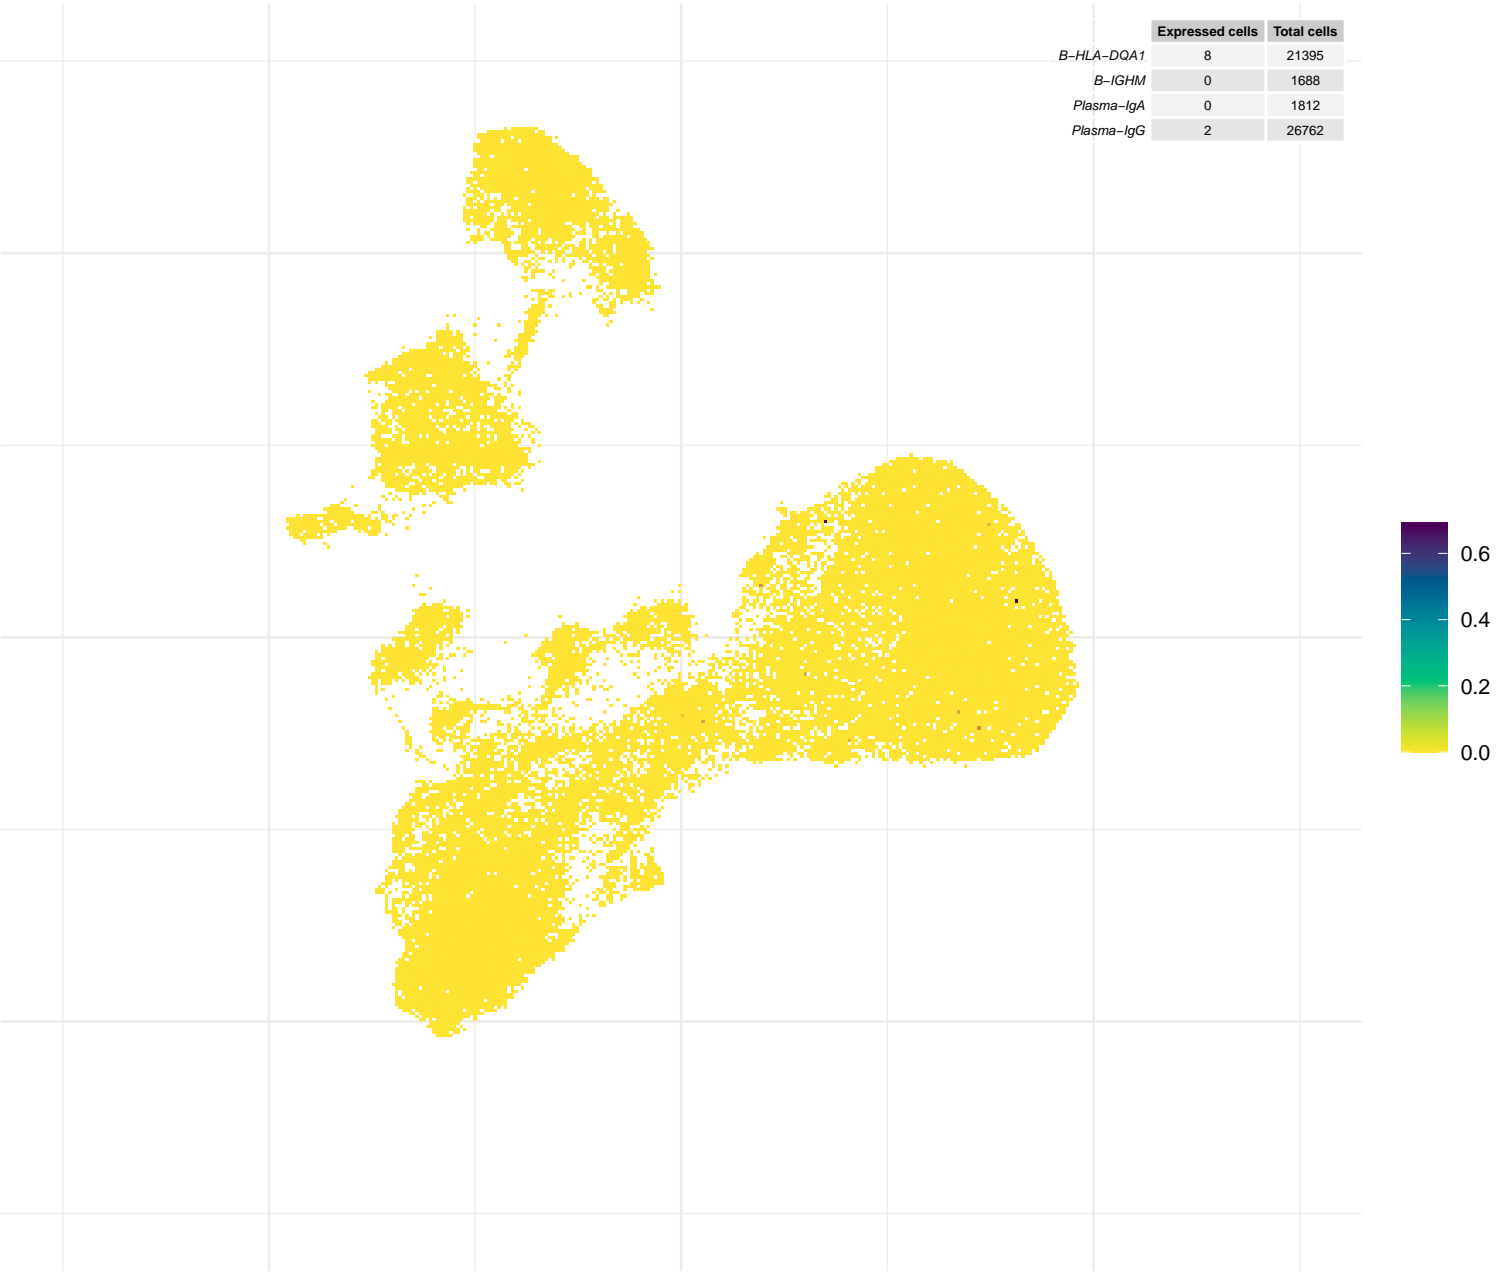 Expressed cells Total cells
B−HLA−DQA1 8 21395
B−IGHM 0 1688
Plasma−IgA 0 1812
Plasma−IgG 2 26762
0.6
0.4
0.2
0.0